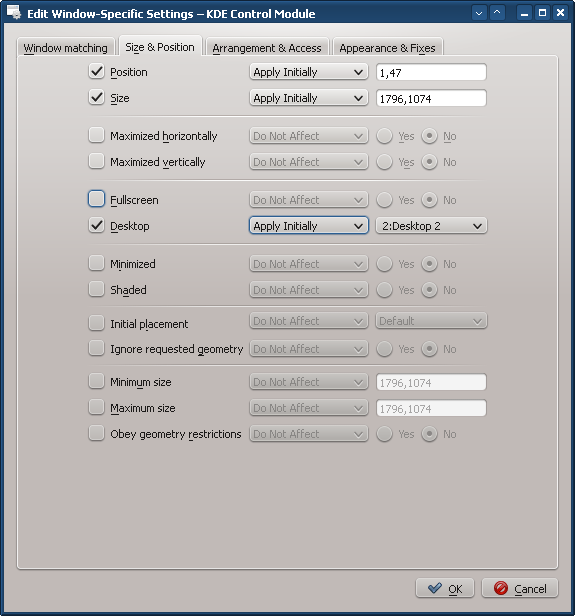 Edit Window-Specific Settings – KDE Control Module
Window matching Size & Position Arrangement & Access Appearance & Fixes
Position Apply Initially 1,47
Size Apply Initially 1796,1074
Maximized horizontally Do Not Affect Yes No
Maximized vertically Do Not Affect Yes No
Fullscreen Do Not Affect Yes No
Desktop Apply Initially 2:Desktop 2
Minimized Do Not Affect Yes No
Shaded Do Not Affect Yes No
Initial placement Do Not Affect Default
Ignore requested geometry Do Not Affect Yes No
Minimum size Do Not Affect 1796,1074
Maximum size Do Not Affect 1796,1074
Obey geometry restrictions Do Not Affect Yes No
OK Cancel